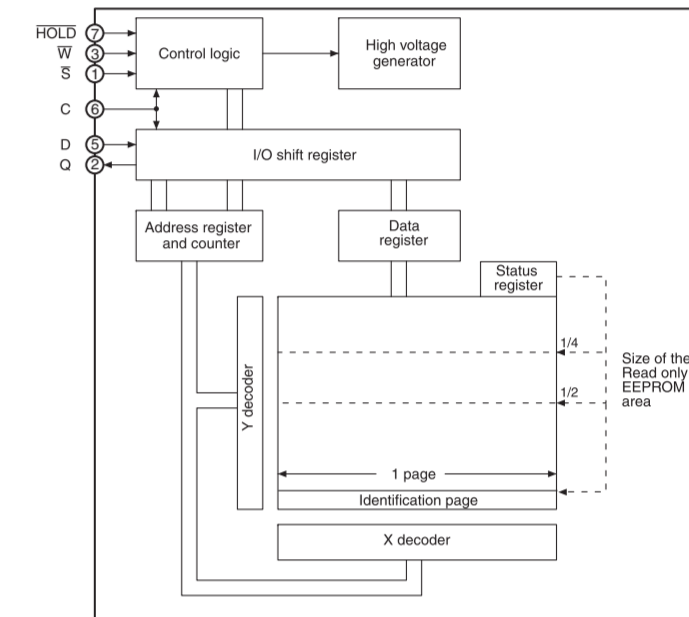 H̅O̅L̅D̅ 7
W̅ 3
S̅ 1
C 6
D 5
Q 2
Control logic
High voltage
generator
I/O shift register
Address register
and counter
Data
register
Status
register
1/4
1/2
Size of the
Read only
EEPROM
area
Y decoder
1 page
Identification page
X decoder